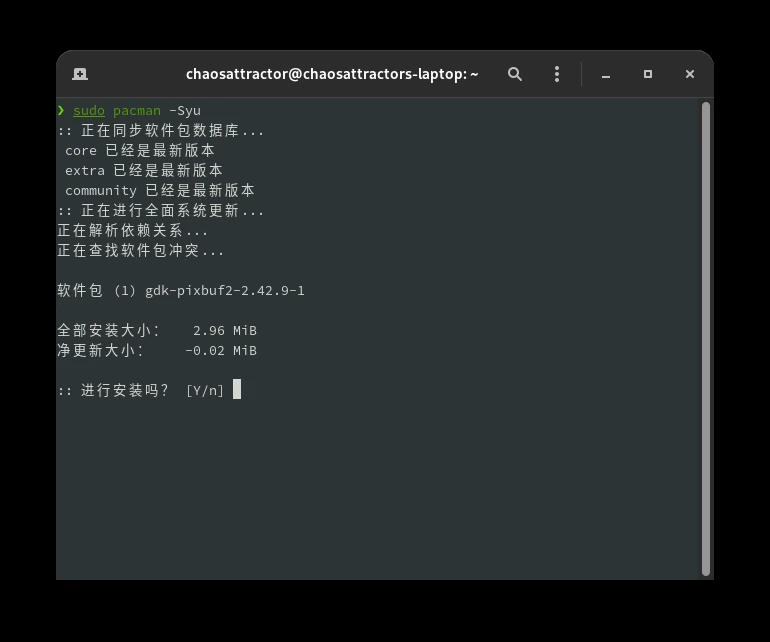 chaosattractor@chaosattractors-laptop: ~
❯ sudo pacman -Syu
:: 正在同步软件包数据库...
 core 已经是最新版本
 extra 已经是最新版本
 community 已经是最新版本
:: 正在进行全面系统更新...
正在解析依赖关系...
正在查找软件包冲突...
软件包 (1) gdk-pixbuf2-2.42.9-1
全部安装大小：  2.96 MiB
净更新大小：  -0.02 MiB
:: 进行安装吗？ [Y/n]